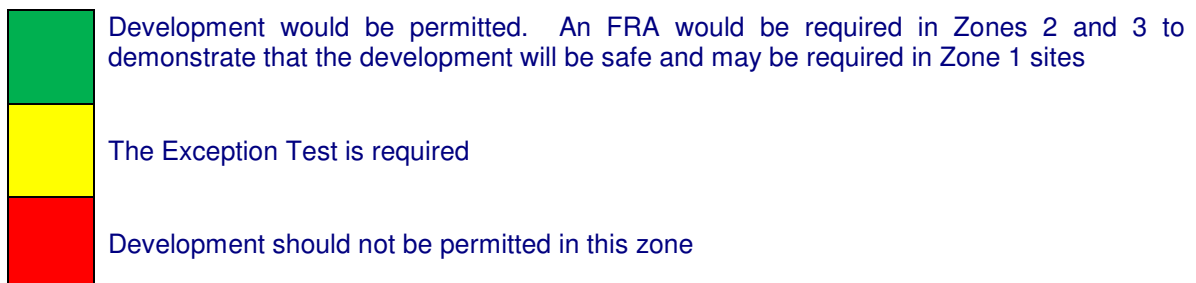 Development would be permitted. An FRA would be required in Zones 2 and 3 to
demonstrate that the development will be safe and may be required in Zone 1 sites
The Exception Test is required
Development should not be permitted in this zone